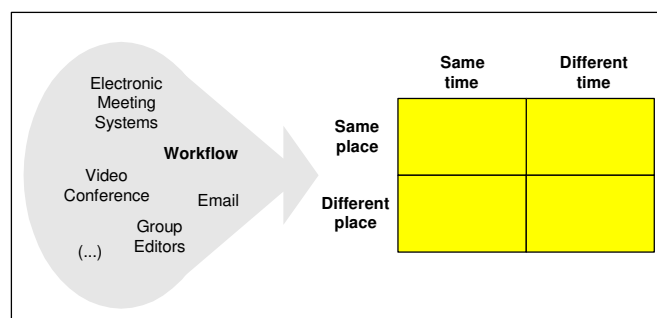 Electronic
Meeting
Systems
Workflow
Video
Conference
Email
Group
Editors
(...)
Same
time
Different
time
Same
place
Different
place